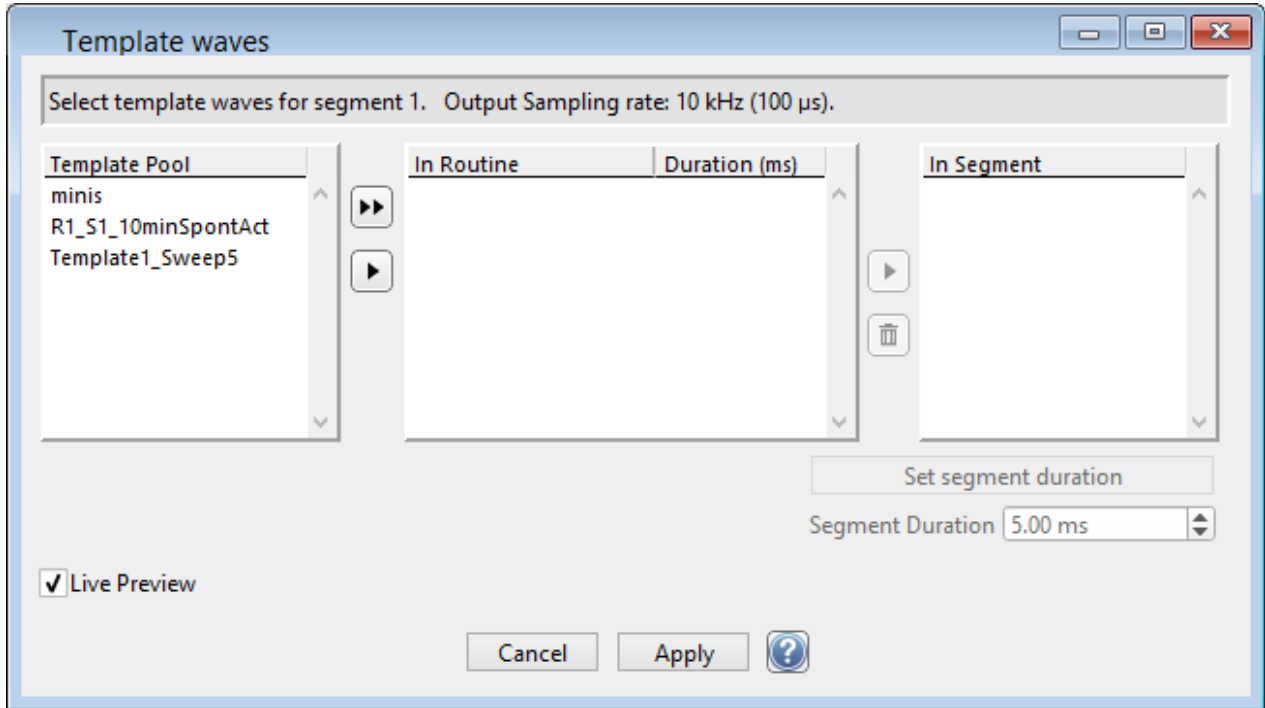 Template waves
Select template waves for segment 1.   Output Sampling rate: 10 kHz (100 µs).
Template Pool
minis
R1_S1_10minSpontAct
Template1_Sweep5
In Routine
Duration (ms)
In Segment
Set segment duration
Segment Duration 5.00 ms
Live Preview
Cancel
Apply
?